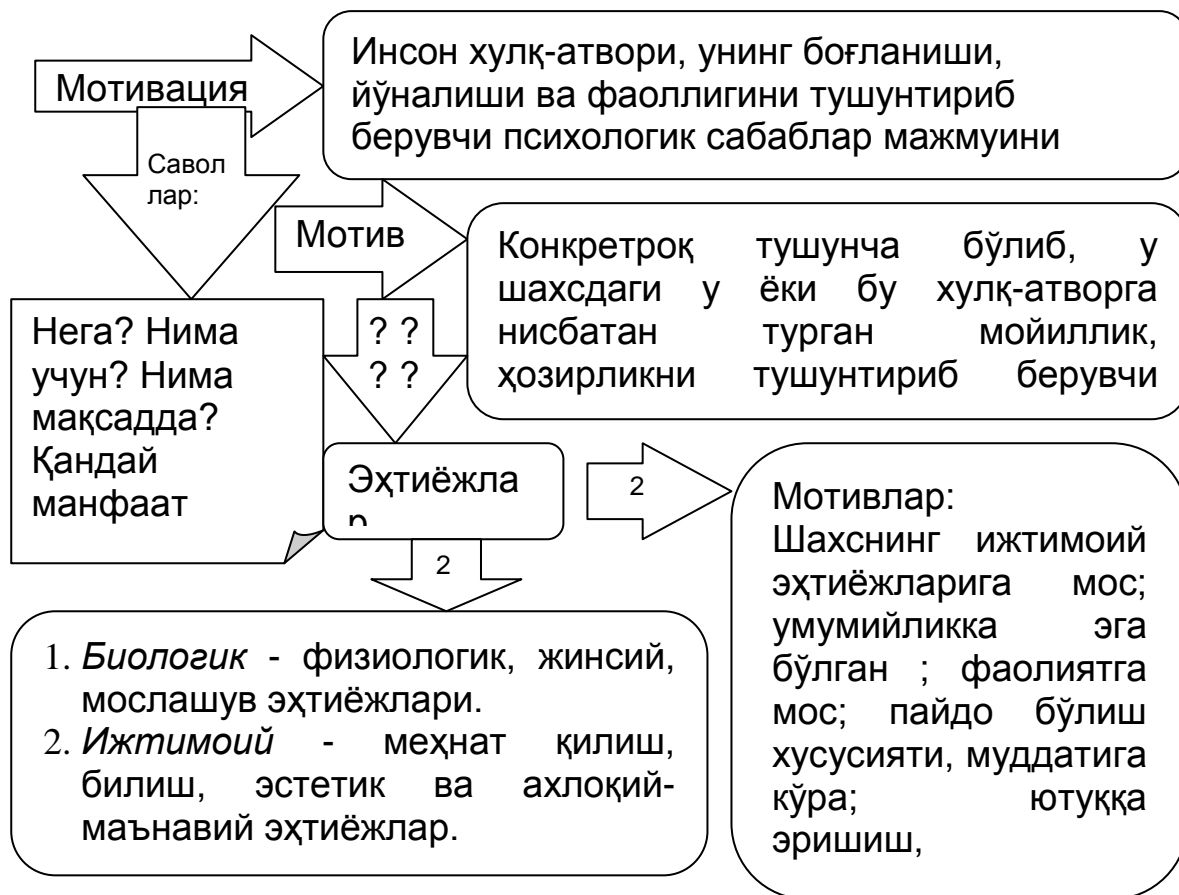 Мотивация
Инсон хулқ-атвори, унинг боғланиши,
йўналиши ва фаоллигини тушунтириб
берувчи психологик сабаблар мажмуини
Савол
лар:
Мотив
Конкретроқ тушунча бўлиб, у
шахсдаги у ёки бу хулқ-атворга
нисбатан турган мойиллик,
ҳозирликни тушунтириб берувчи
Нега? Нима
учун? Нима
мақсадда?
Қандай
манфаат
? ?
? ?
Эҳтиёжла
р
2
2
Мотивлар:
Шахснинг ижтимоий
эҳтиёжларига мос;
умумийликка эга
бўлган ; фаолиятга
мос; пайдо бўлиш
хусусияти, муддатига
кўра; ютуққа
эришиш,
1. Биологик - физиологик, жинсий,
мослашув эҳтиёжлари.
2. Ижтимоий - меҳнат қилиш,
билиш, эстетик ва ахлоқий-
маънавий эҳтиёжлар.